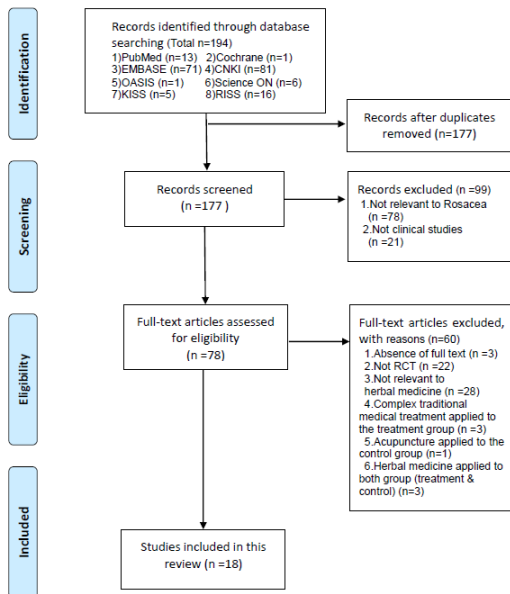 Identification
Records identified through database
searching (Total n=194)
1)PubMed (n=13) 2)Cochrane (n=1)
3)EMBASE (n=71) 4)CNKI (n=81)
5)OASIS (n=1) 6)Science ON (n=6)
7)KISS (n=5) 8)RISS (n=16)
Records after duplicates
removed (n=177)
Screening
Records screened
(n =177 )
Records excluded (n =99)
1.Not relevant to Rosacea
(n =78)
2.Not clinical studies
(n =21)
Eligibility
Full-text articles assessed
for eligibility
(n =78)
Full-text articles excluded,
with reasons (n=60)
1.Absence of full text (n =3)
2.Not RCT (n =22)
3.Not relevant to
herbal medicine (n =28)
4.Complex traditional
medical treatment applied to
the treatment group (n =3)
5.Acupuncture applied to the
control group (n=1)
6.Herbal medicine applied to
both group (treatment &
control) (n=3)
Included
Studies included in this
review (n =18)